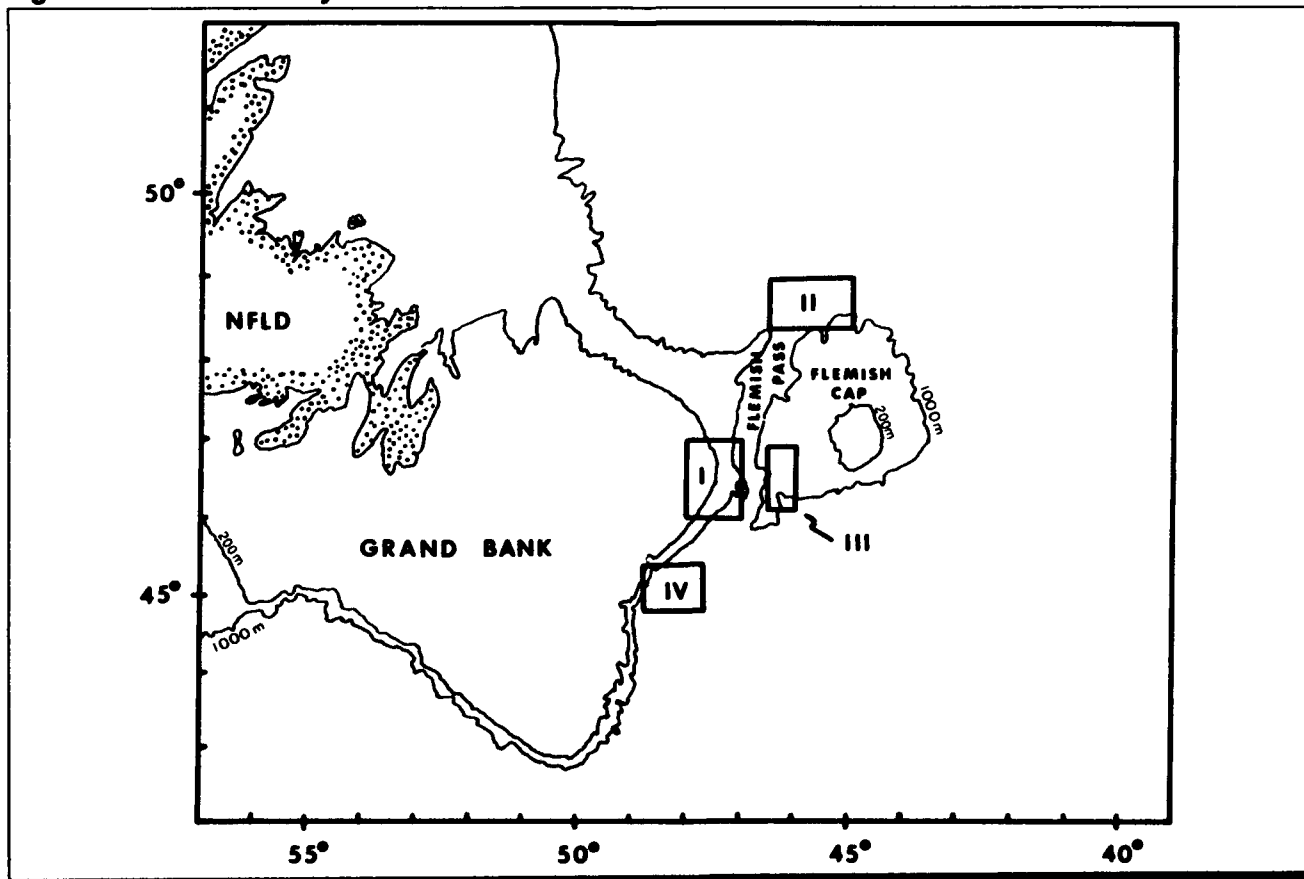 50°
NFLD
II
FLEMISH
PASS
FLEMISH
CAP
200m
1000m
I
III
200m
GRAND BANK
45°
IV
1000m
55°
50°
45°
40°